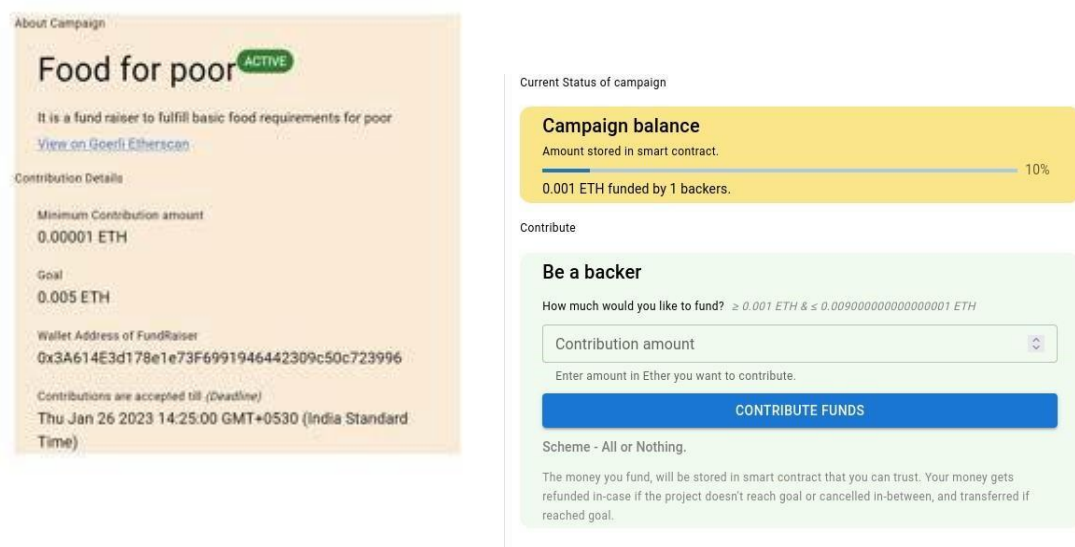 About Campaign
Food for poor ACTIVE
It is a fund raiser to fulfill basic food requirements for poor
View on Goerli Etherscan
Contribution Details
Minimum Contribution amount
0.00001 ETH
Goal
0.005 ETH
Wallet Address of FundRaiser
0x3A614E3d178e1e73F6991946442309c50c723996
Contributions are accepted till (Deadline)
Thu Jan 26 2023 14:25:00 GMT+0530 (India Standard
Time)
Current Status of campaign
Campaign balance
Amount stored in smart contract.
10%
0.001 ETH funded by 1 backers.
Contribute
Be a backer
How much would you like to fund? ≥ 0.001 ETH & ≤ 0.009000000000000001 ETH
Contribution amount
Enter amount in Ether you want to contribute.
CONTRIBUTE FUNDS
Scheme - All or Nothing.
The money you fund, will be stored in smart contract that you can trust. Your money gets
refunded in-case if the project doesn't reach goal or cancelled in-between, and transferred if
reached goal.